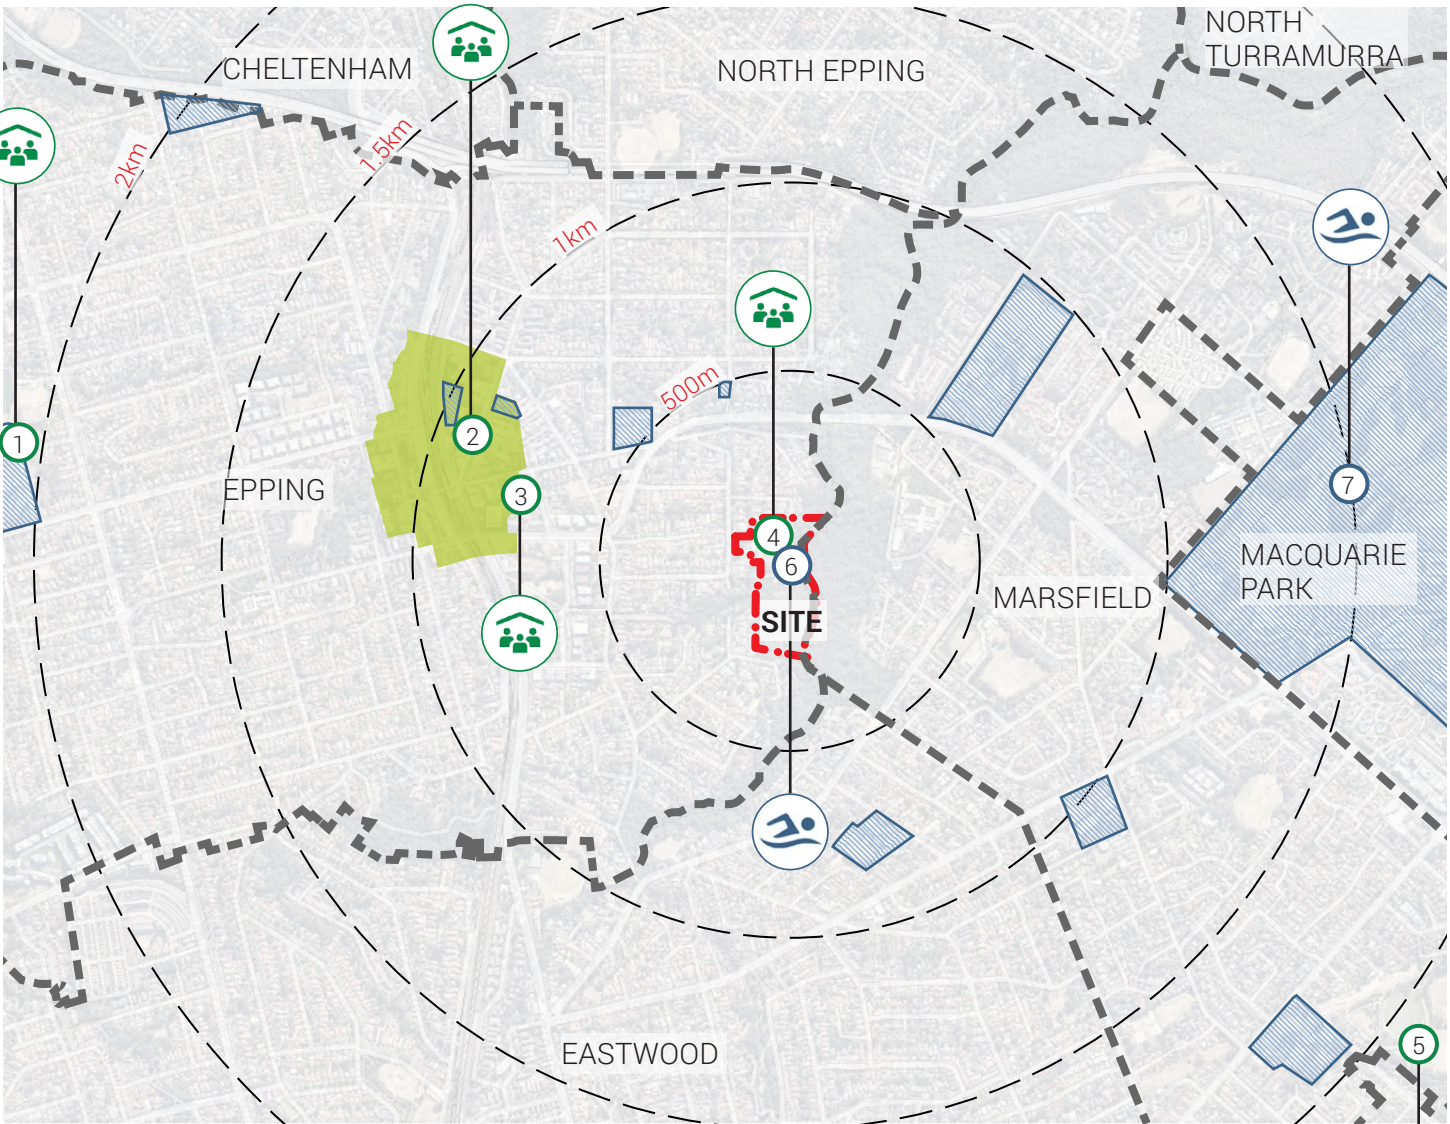 NORTH
TURRAMURRA
CHELTENHAM
NORTH EPPING
1.5km
2km
1km
500m
1
2
EPPING
3
7
4
6
MACQUARIE
PARK
MARSFIELD
SITE
EASTWOOD
5